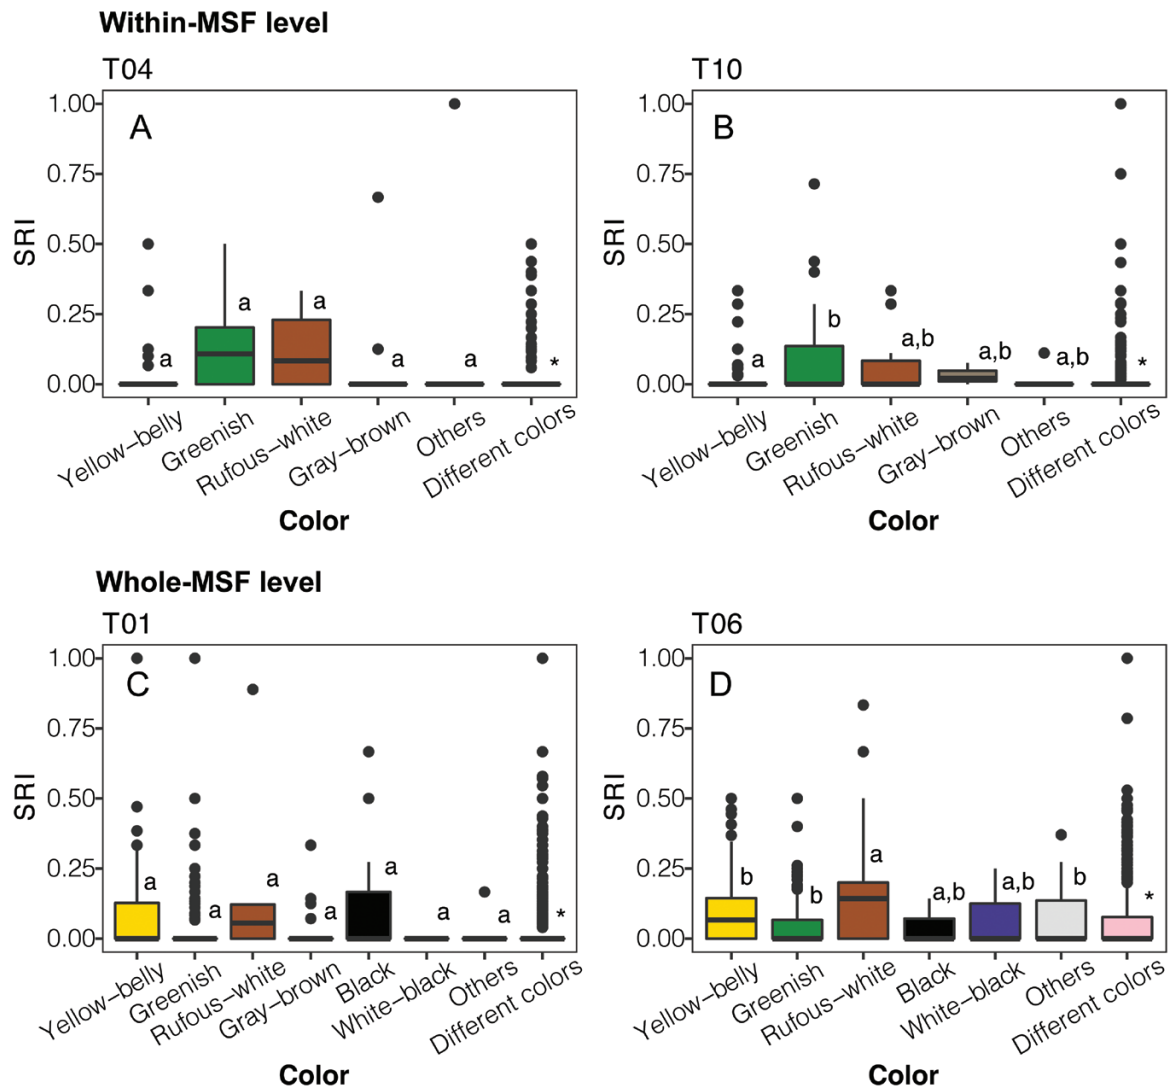 Within-MSF level
T04
T10
1.00
0.75
0.50
0.25
0.00
SRI
A
a
a
a
a
a
*
Yellow–belly
Greenish
Rufous–white
Gray–brown
Others
Different colors
Color
1.00
0.75
0.50
0.25
0.00
SRI
B
a
b
a,b
a,b
a,b
*
Yellow–belly
Greenish
Rufous–white
Gray–brown
Others
Different colors
Color
Whole-MSF level
T01
T06
1.00
0.75
0.50
0.25
0.00
SRI
C
a
a
a
a
a
a
a
*
Yellow–belly
Greenish
Rufous–white
Gray–brown
Black
White–black
Others
Different colors
Color
1.00
0.75
0.50
0.25
0.00
SRI
D
b
b
a
a,b
a,b
b
*
Yellow–belly
Greenish
Rufous–white
Black
White–black
Others
Different colors
Color